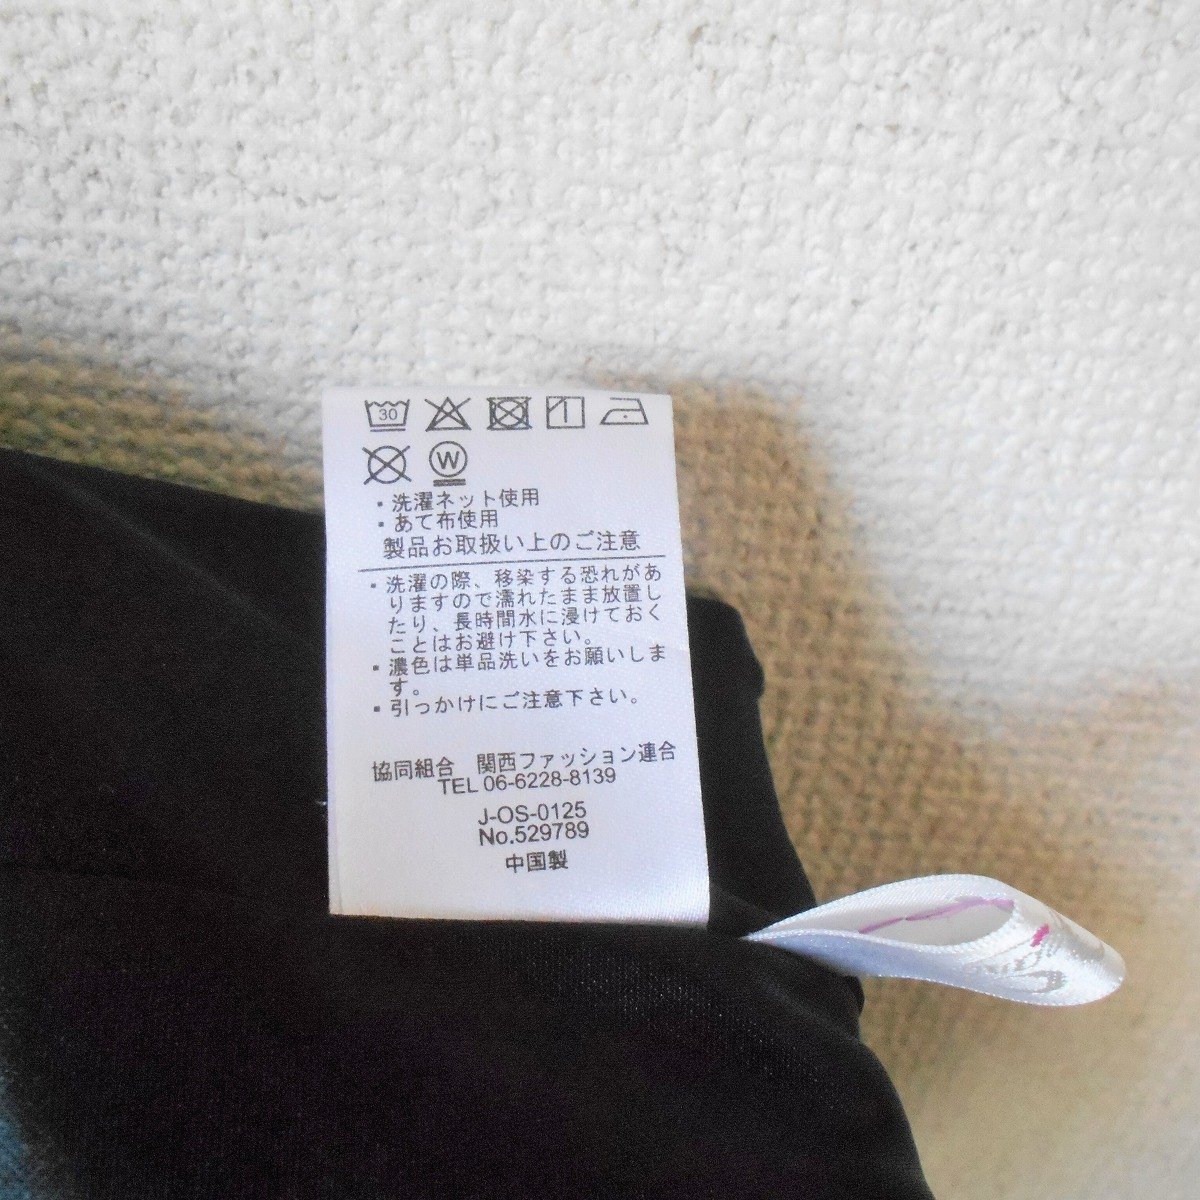 30
W
・洗濯ネット使用
・あて布使用
製品お取扱い上のご注意
・洗濯の際、移染する恐れがあ
りますので濡れたまま放置し
たり、長時間水に浸けておく
ことはお避け下さい。
・濃色は単品洗いをお願いしま
す。
・引っかけにご注意下さい。
協同組合　関西ファッション連合
TEL 06-6228-8139
J-OS-0125
No.529789
中国製